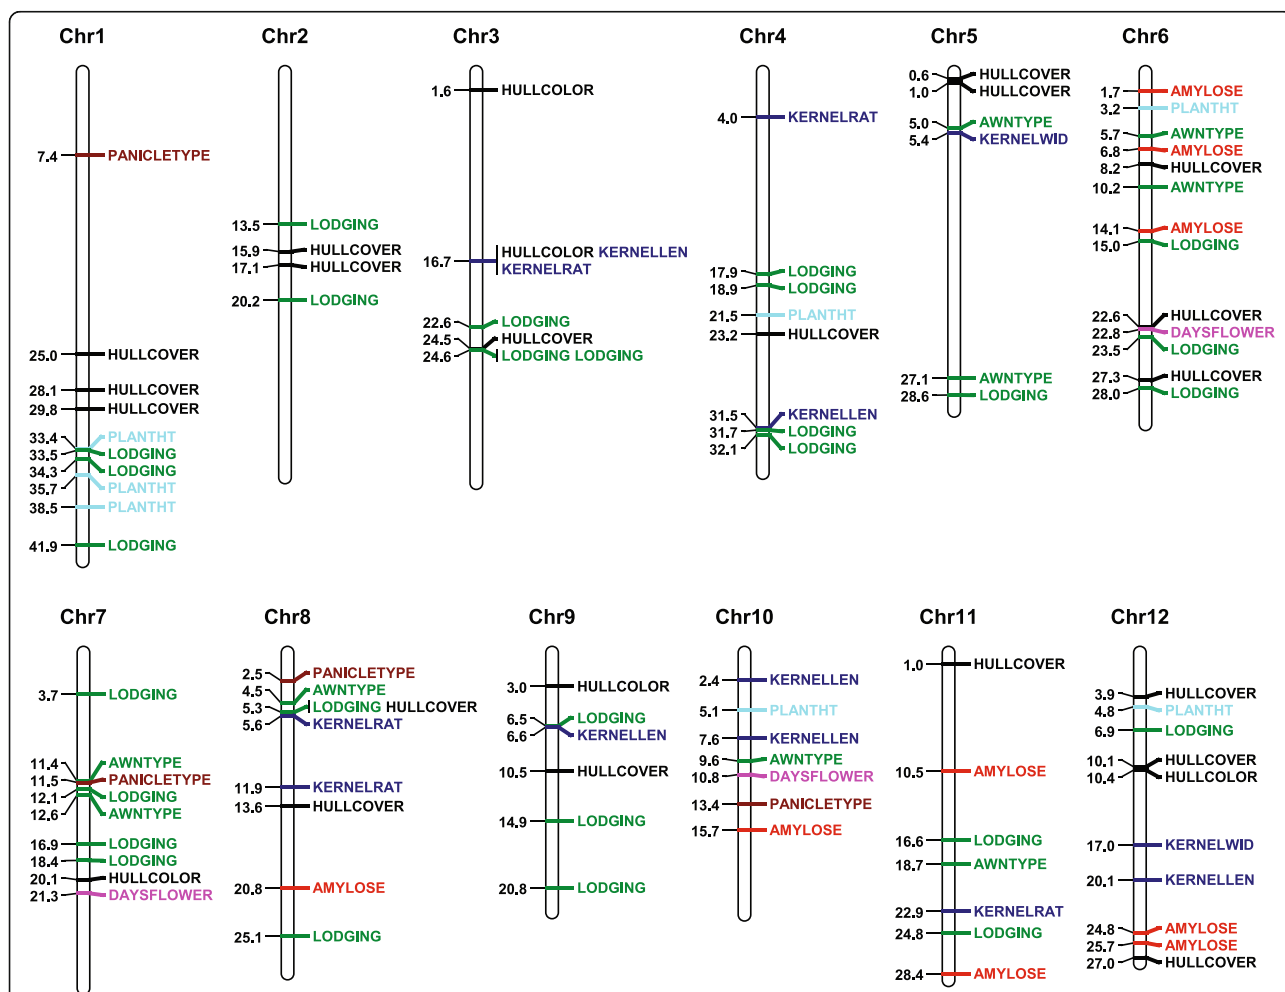 Chr1
7.4 PANICLETYPE
25.0 HULLCOVER
28.1 HULLCOVER
29.8 HULLCOVER
33.4 PLANTHT
33.5 LODGING
34.3 LODGING
35.7 PLANTHT
38.5 PLANTHT
41.9 LODGING
Chr2
13.5 LODGING
15.9 HULLCOVER
17.1 HULLCOVER
20.2 LODGING
Chr3
1.6 HULLCOLOR
16.7 HULLCOLOR KERNELLEN
KERNELRAT
22.6 LODGING
24.5 HULLCOVER
24.6 LODGING LODGING
Chr4
4.0 KERNELRAT
17.9 LODGING
18.9 LODGING
21.5 PLANTHT
23.2 HULLCOVER
31.5 KERNELLEN
31.7 LODGING
32.1 LODGING
Chr5
0.6 HULLCOVER
1.0 HULLCOVER
5.0 AWNTYPE
5.4 KERNELWID
27.1 AWNTYPE
28.6 LODGING
Chr6
1.7 AMYLOSE
3.2 PLANTHT
5.7 AWNTYPE
6.8 AMYLOSE
8.2 HULLCOVER
10.2 AWNTYPE
14.1 AMYLOSE
15.0 LODGING
22.6 HULLCOVER
22.8 DAYSFLOWER
23.5 LODGING
27.3 HULLCOVER
28.0 LODGING
Chr7
3.7 LODGING
11.4 AWNTYPE
11.5 PANICLETYPE
12.1 LODGING
12.6 AWNTYPE
16.9 LODGING
18.4 LODGING
20.1 HULLCOLOR
21.3 DAYSFLOWER
Chr8
2.5 PANICLETYPE
4.5 AWNTYPE
5.3 LODGING HULLCOVER
5.6 KERNELRAT
11.9 KERNELRAT
13.6 HULLCOVER
20.8 AMYLOSE
25.1 LODGING
Chr9
3.0 HULLCOLOR
6.5 LODGING
6.6 KERNELLEN
10.5 HULLCOVER
14.9 LODGING
20.8 LODGING
Chr10
2.4 KERNELLEN
5.1 PLANTHT
7.6 KERNELLEN
9.6 AWNTYPE
10.8 DAYSFLOWER
13.4 PANICLETYPE
15.7 AMYLOSE
Chr11
1.0 HULLCOVER
10.5 AMYLOSE
16.6 LODGING
18.7 AWNTYPE
22.9 KERNELRAT
24.8 LODGING
28.4 AMYLOSE
Chr12
3.9 HULLCOVER
4.8 PLANTHT
6.9 LODGING
10.1 HULLCOVER
10.4 HULLCOLOR
17.0 KERNELWID
20.1 KERNELLEN
24.8 AMYLOSE
25.7 AMYLOSE
27.0 HULLCOVER